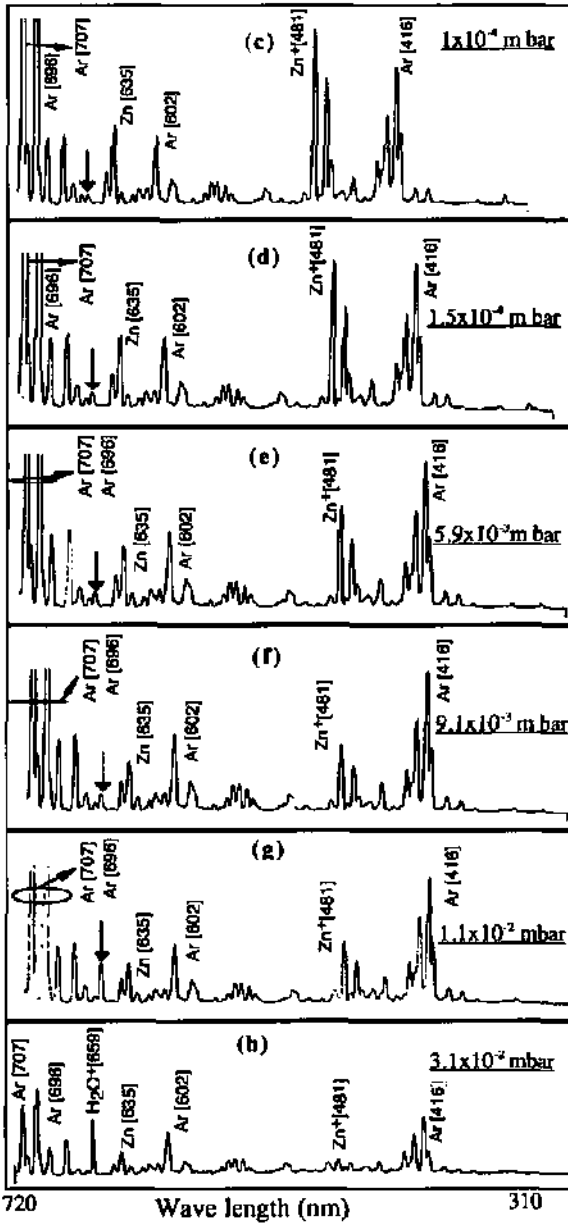 (c)
1x10⁻⁴ m bar
Ar [707]
Ar [696]
Zn [635]
Ar [602]
Zn⁺[481]
Ar [416]
(d)
1.5x10⁻⁴ m bar
Ar [696]
Ar [707]
Zn [635]
Ar [602]
Zn⁺[481]
Ar [416]
(e)
5.9x10⁻³ m bar
Ar [707]
Ar [696]
Zn [635]
Ar [602]
Zn⁺[481]
Ar [416]
(f)
9.1x10⁻³ m bar
Ar [707]
Ar [696]
Zn [635]
Ar [602]
Zn⁺[481]
Ar [416]
(g)
1.1x10⁻² mbar
Ar [707]
Ar [696]
Zn [635]
Ar [602]
Zn⁺[481]
Ar [416]
(h)
3.1x10⁻² mbar
Ar [707]
Ar [696]
H₂O⁺[659]
Zn [635]
Ar [602]
Zn⁺[481]
Ar [416]
720 Wave length (nm) 310